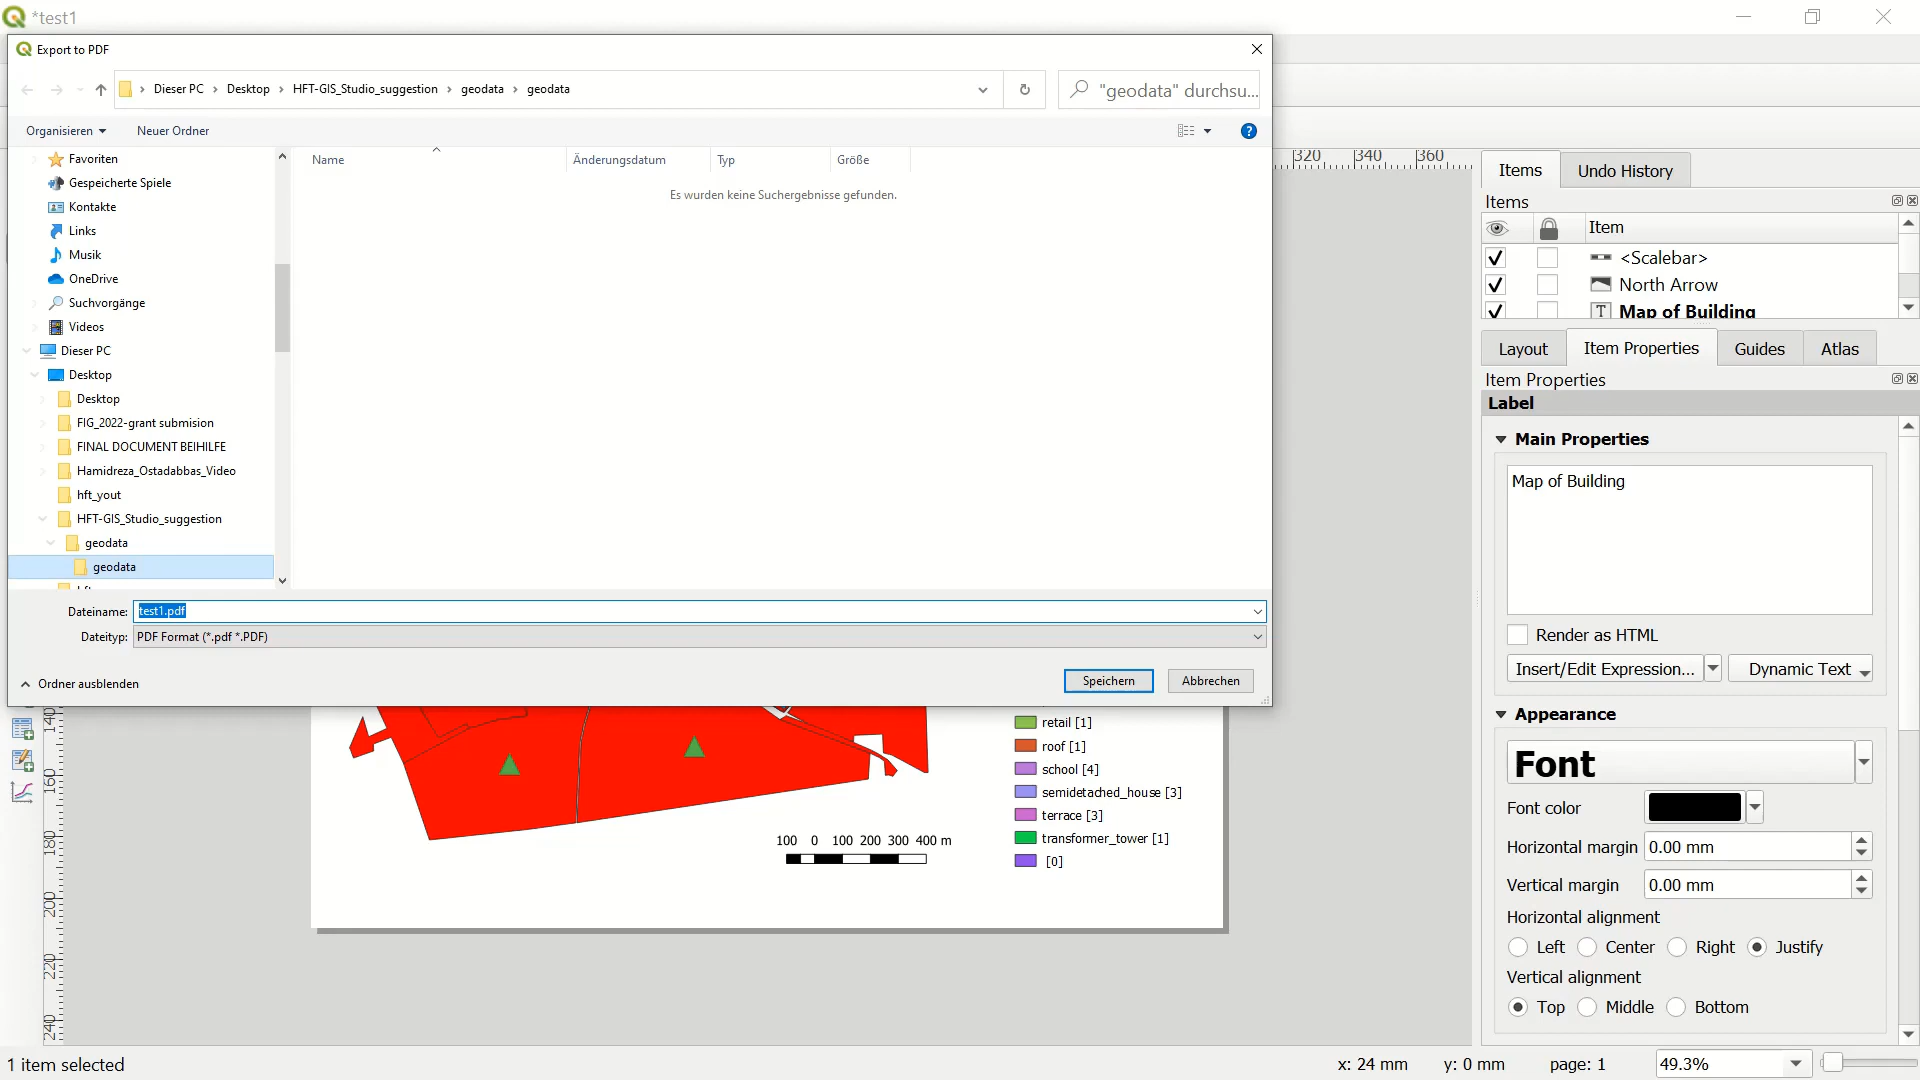 *test1
Export to PDF
Dieser PC › Desktop › HFT-GIS_Studio_suggestion › geodata › geodata
"geodata" durchsu...
Organisieren
Neuer Ordner
Favoriten
Gespeicherte Spiele
Kontakte
Links
Musik
OneDrive
Suchvorgänge
Videos
Dieser PC
Desktop
Desktop
FIG_2022-grant submision
FINAL DOCUMENT BEIHILFE
Hamidreza_Ostadabbas_Video
hft_yout
HFT-GIS_Studio_suggestion
geodata
geodata
Name Änderungsdatum Typ Größe
Es wurden keine Suchergebnisse gefunden.
Dateiname: test1.pdf
Dateityp: PDF Format (*.pdf *.PDF)
Ordner ausblenden
Speichern
Abbrechen
320 340 360
140
160
180
200
220
240
retail [1]
roof [1]
school [4]
semidetached_house [3]
terrace [3]
transformer_tower [1]
[0]
100 0 100 200 300 400 m
Items Undo History
Items
Item
<Scalebar>
North Arrow
Map of Building
Layout Item Properties Guides Atlas
Item Properties
Label
Main Properties
Map of Building
Render as HTML
Insert/Edit Expression... Dynamic Text
Appearance
Font
Font color
Horizontal margin 0.00 mm
Vertical margin 0.00 mm
Horizontal alignment
Left Center Right Justify
Vertical alignment
Top Middle Bottom
1 item selected
x: 24 mm y: 0 mm page: 1 49.3%